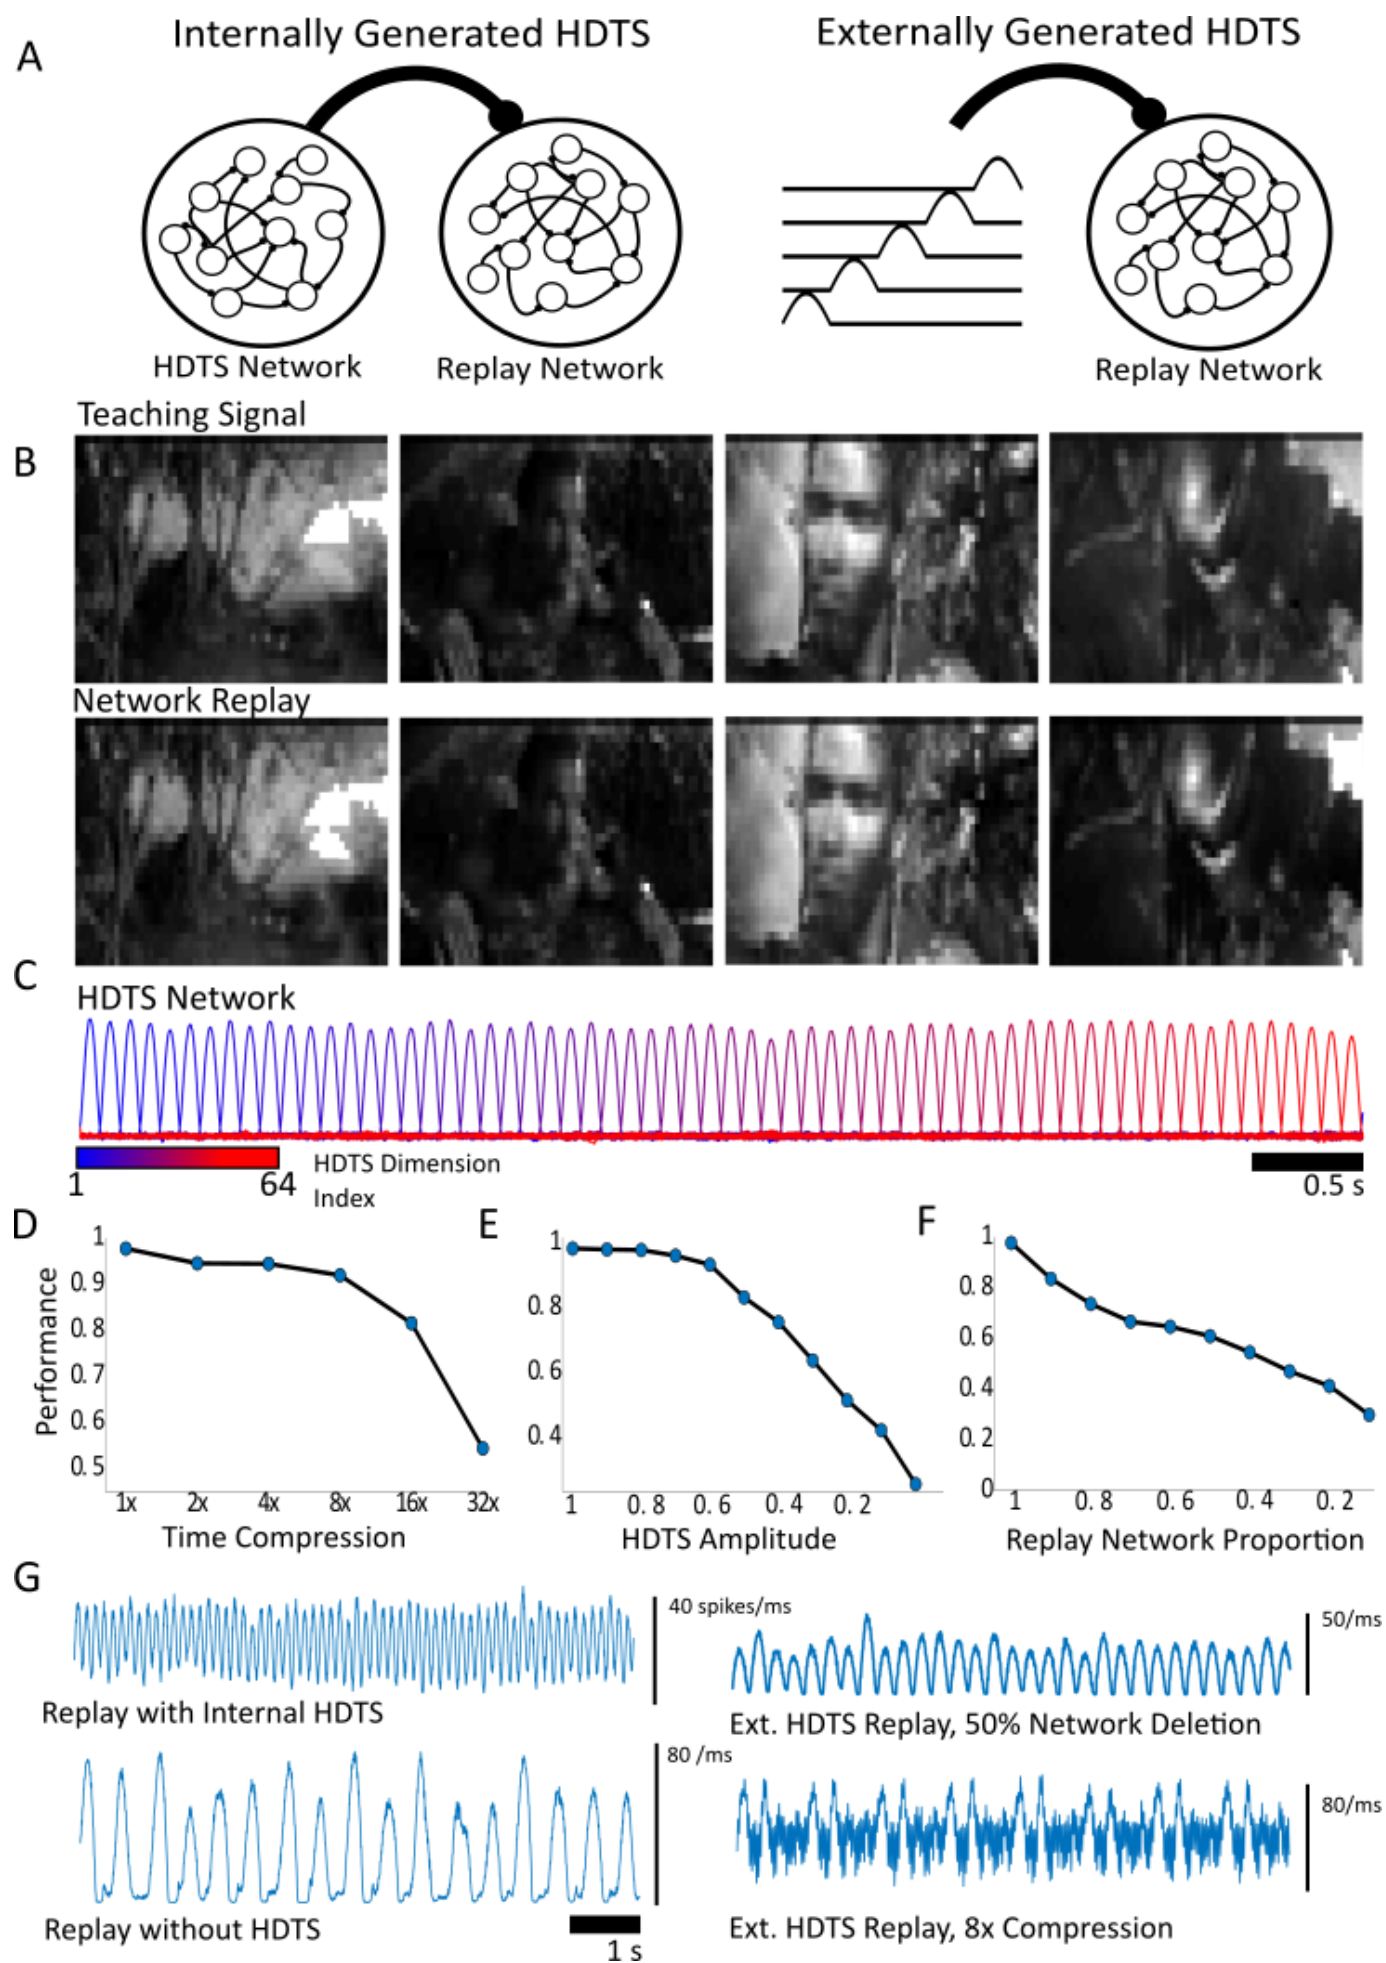 A
Internally Generated HDTS
Externally Generated HDTS
HDTS Network
Replay Network
Replay Network
Teaching Signal
B
Network Replay
C
HDTS Network
1
64
HDTS Dimension
Index
0.5 s
D
1
0.9
0.8
0.7
0.6
0.5
Performance
1x
2x
4x
8x
16x
32x
Time Compression
E
1
0.8
0.6
0.4
1
0.8
0.6
0.4
0.2
HDTS Amplitude
F
1
0.8
0.6
0.4
0.2
0
1
0.8
0.6
0.4
0.2
Replay Network Proportion
G
40 spikes/ms
Replay with Internal HDTS
50/ms
Ext. HDTS Replay, 50% Network Deletion
80 /ms
Replay without HDTS
1 s
80/ms
Ext. HDTS Replay, 8x Compression